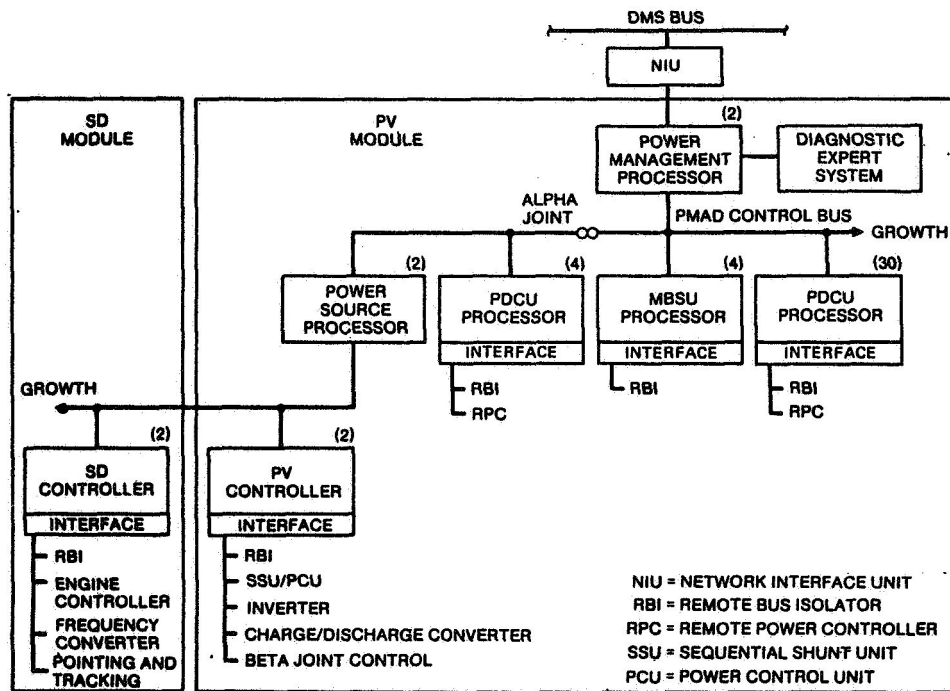 DMS BUS
NIU
SD
MODULE
PV
MODULE
(2)
POWER
MANAGEMENT
PROCESSOR
DIAGNOSTIC
EXPERT
SYSTEM
ALPHA
JOINT
PMAD CONTROL BUS
GROWTH
(2)
POWER
SOURCE
PROCESSOR
(4)
PDCU
PROCESSOR
INTERFACE
RBI
RPC
(4)
MBSU
PROCESSOR
INTERFACE
RBI
(30)
PDCU
PROCESSOR
INTERFACE
RBI
RPC
GROWTH
(2)
SD
CONTROLLER
INTERFACE
RBI
ENGINE
CONTROLLER
FREQUENCY
CONVERTER
POINTING AND
TRACKING
(2)
PV
CONTROLLER
INTERFACE
RBI
SSU/PCU
INVERTER
CHARGE/DISCHARGE CONVERTER
BETA JOINT CONTROL
NIU = NETWORK INTERFACE UNIT
RBI = REMOTE BUS ISOLATOR
RPC = REMOTE POWER CONTROLLER
SSU = SEQUENTIAL SHUNT UNIT
PCU = POWER CONTROL UNIT